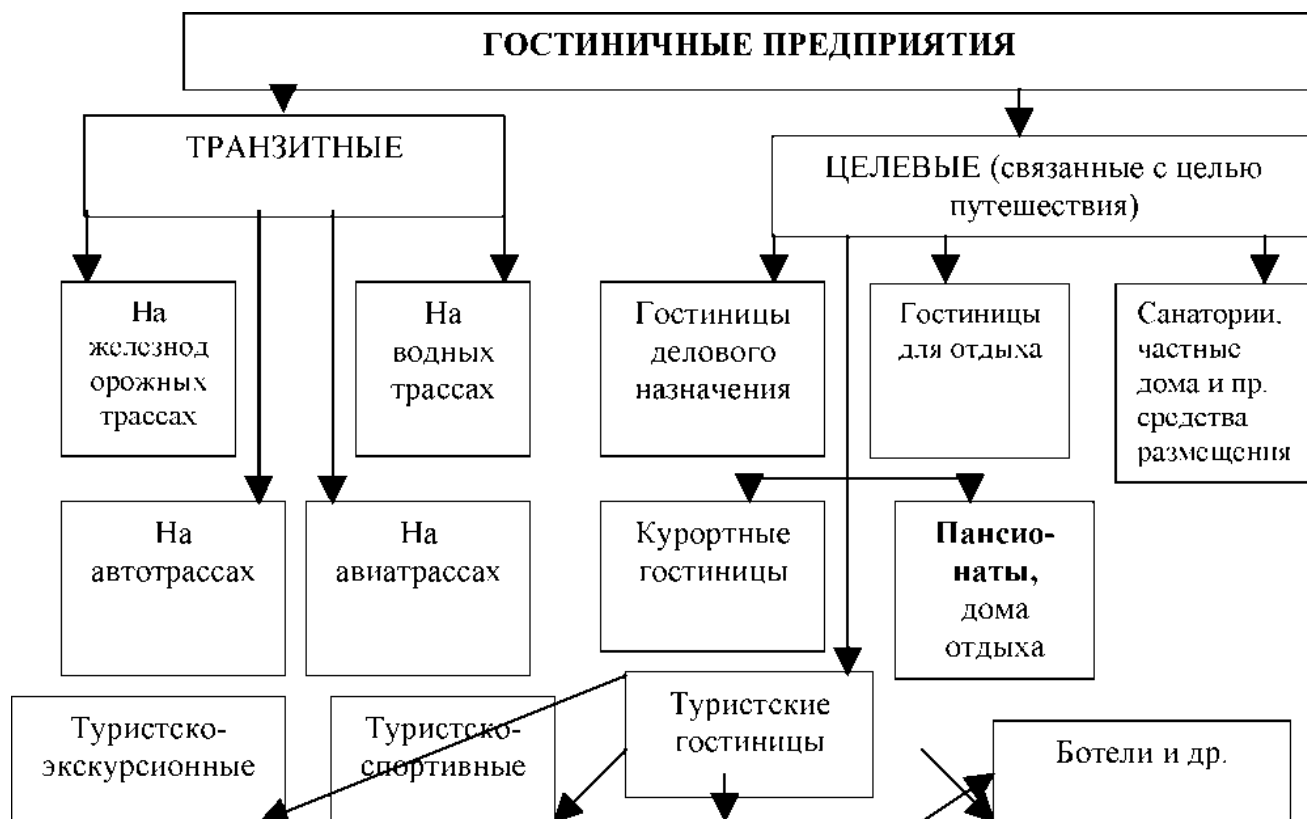 ГОСТИНИЧНЫЕ ПРЕДПРИЯТИЯ
ТРАНЗИТНЫЕ
ЦЕЛЕВЫЕ (связанные с целью
путешествия)
На
железнод
орожных
трассах
На
водных
трассах
Гостиницы
делового
назначения
Гостиницы
для отдыха
Санатории,
частные
дома и пр.
средства
размещения
На
автотрассах
На
авиатрассах
Курортные
гостиницы
Пансио-
наты,
дома
отдыха
Туристско-
экскурсионные
Туристско-
спортивные
Туристские
гостиницы
Ботели и др.